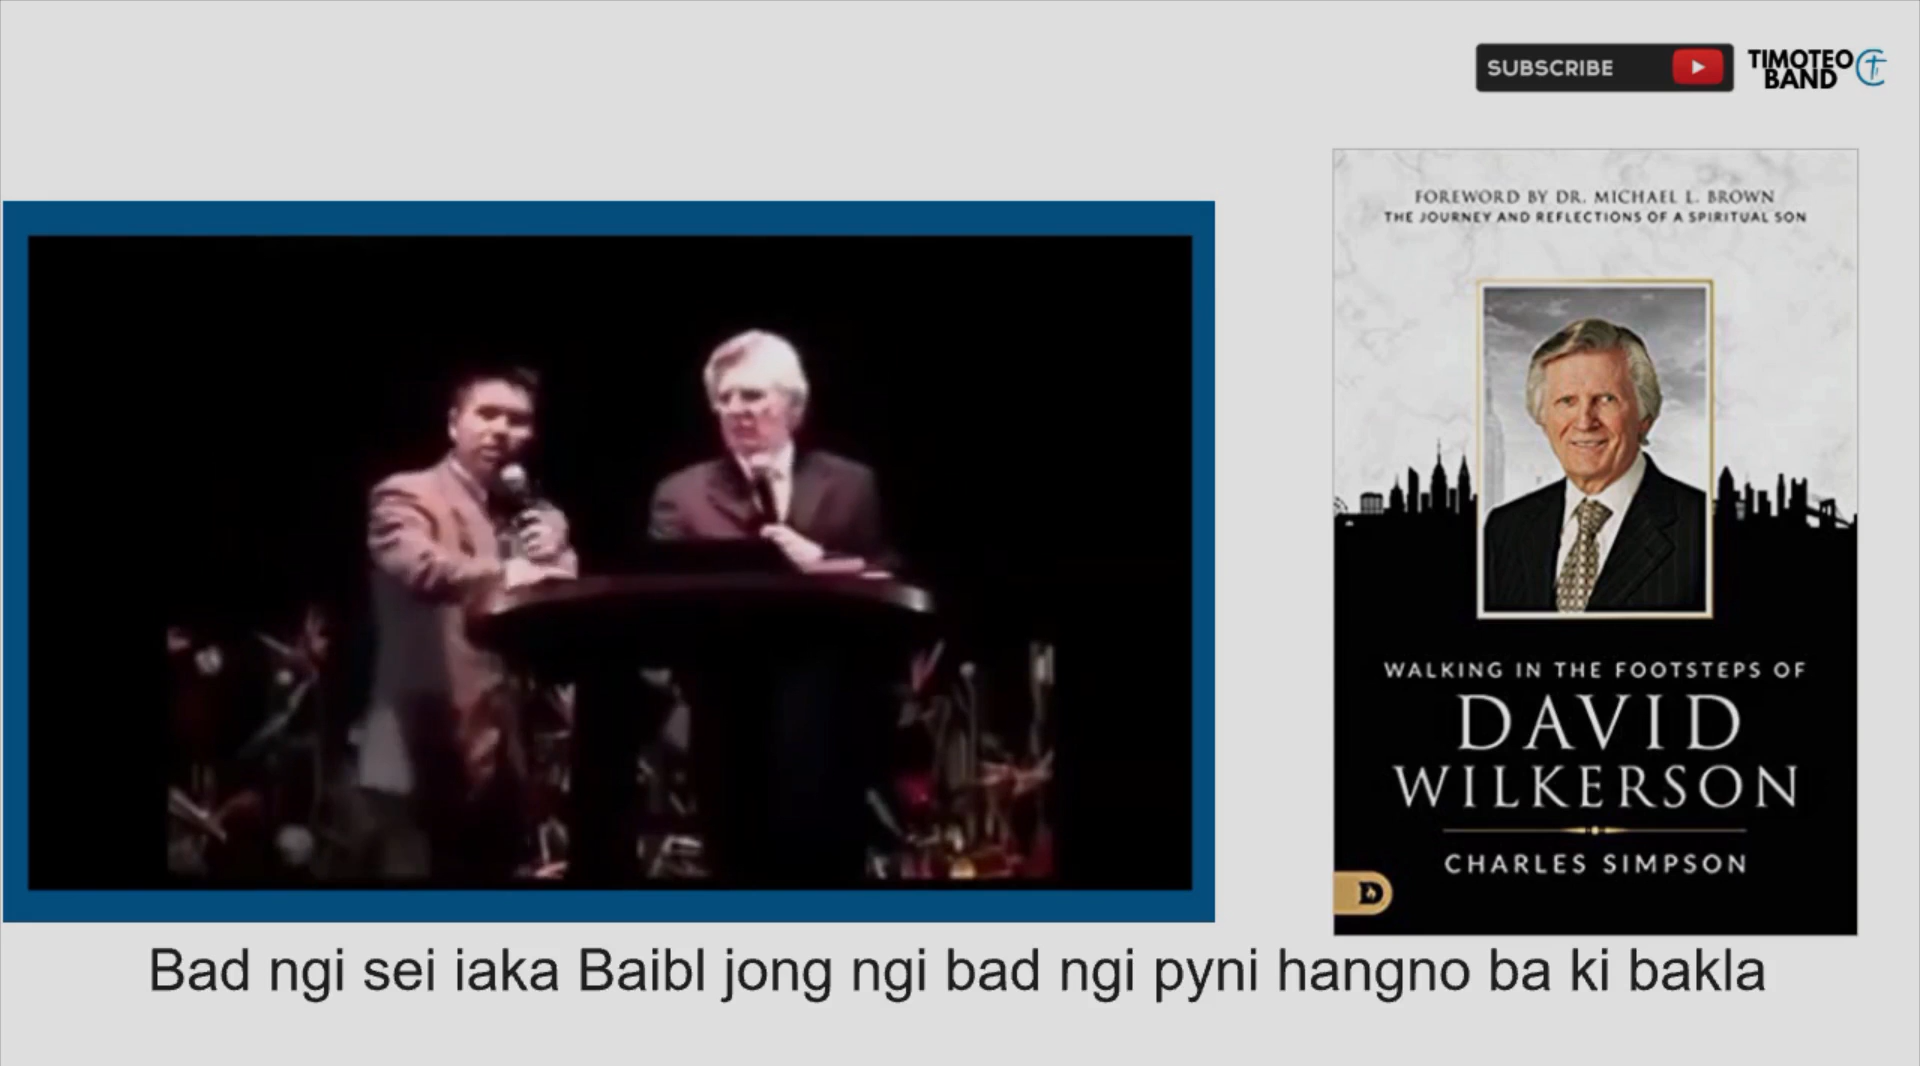 SUBSCRIBE
TIMOTEO
BAND
FOREWORD BY DR. MICHAEL L. BROWN
THE JOURNEY AND REFLECTIONS OF A SPIRITUAL SON
WALKING IN THE FOOTSTEPS OF
DAVID
WILKERSON
CHARLES SIMPSON
D
Bad ngi sei iaka Baibl jong ngi bad ngi pyni hangno ba ki bakla